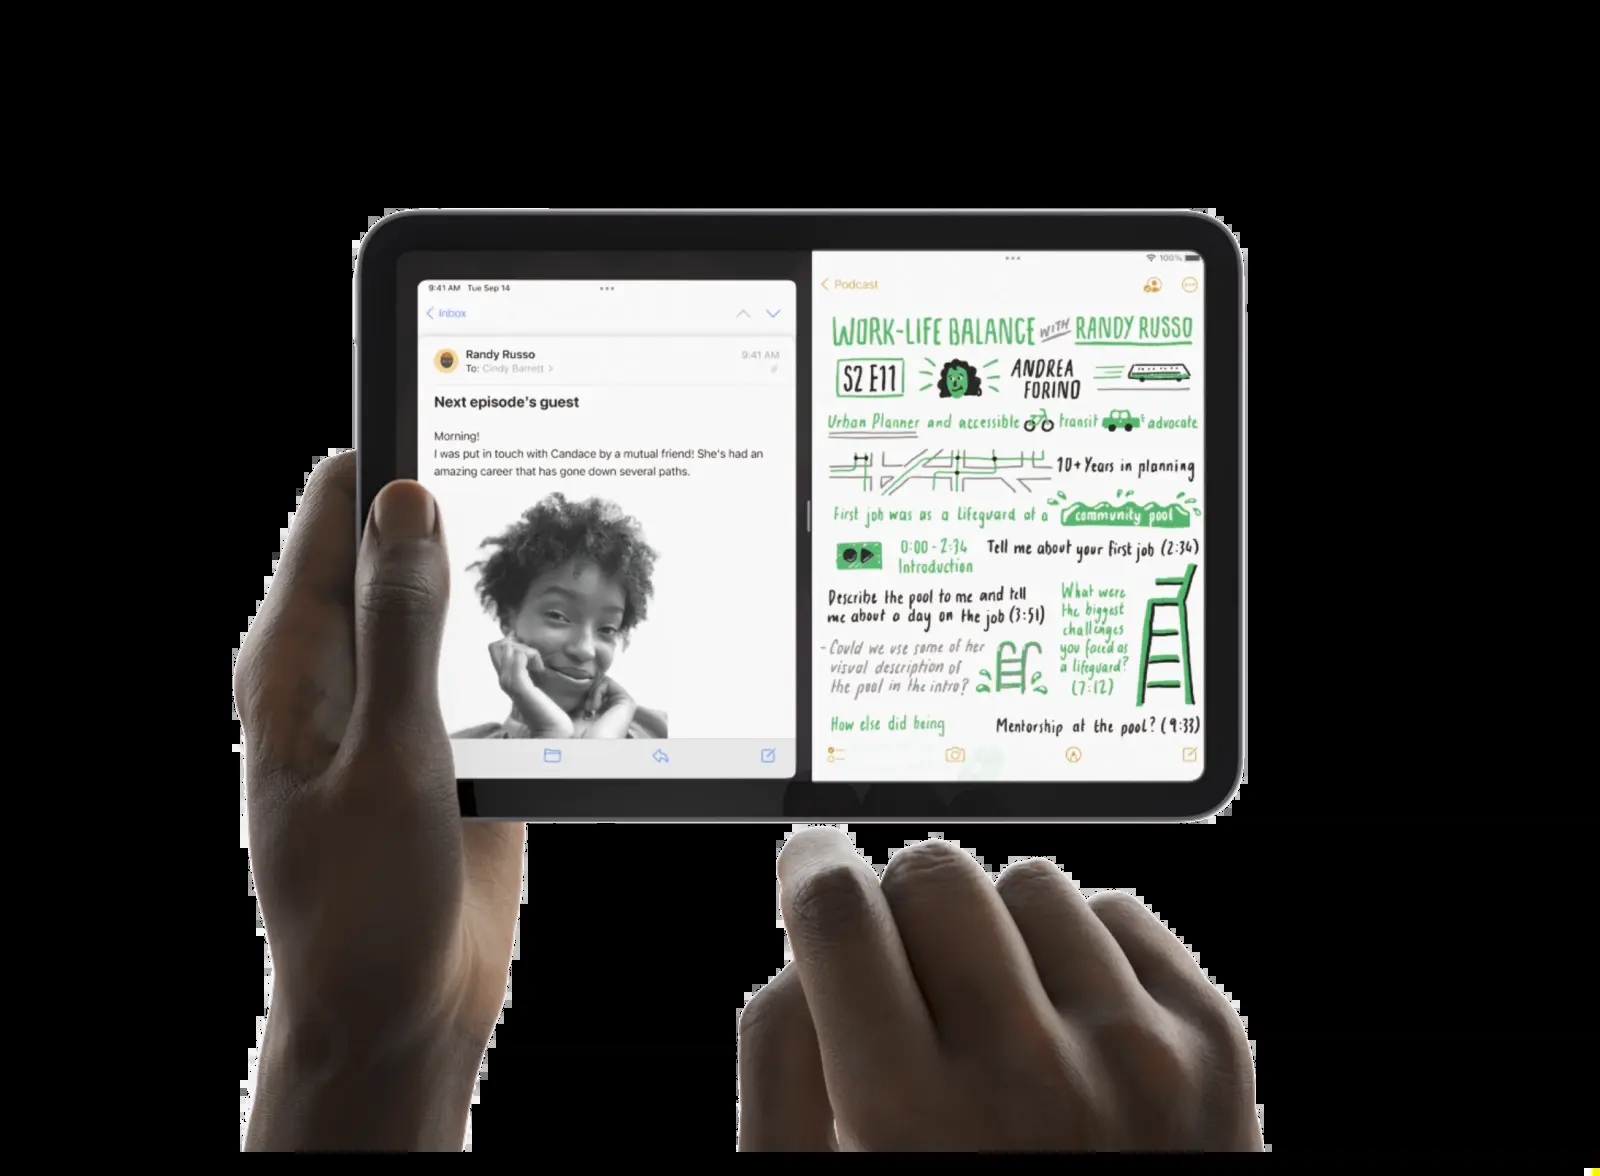 9:41 AM Tue Sep 14
Inbox
Randy Russo
9:41 AM
To: Cindy Barrett >
Next episode's guest
Morning!
I was put in touch with Candace by a mutual friend! She's had an
amazing career that has gone down several paths.
100%
Podcast
WORK-LIFE BALANCE WITH RANDY RUSSO
S2 E11
ANDREA
FORINO
Urban Planner and accessible transit advocate
10+ Years in planning
First job was as a lifeguard at a community pool
0:00 - 2:34
Introduction
Tell me about your first job (2:34)
Describe the pool to me and tell
me about a day on the job (3:51)
- Could we use some of her
visual description of
the pool in the intro?
What were
the biggest
challenges
you faced as
a lifeguard?
(7:12)
How else did being
Mentorship at the pool? (9:33)